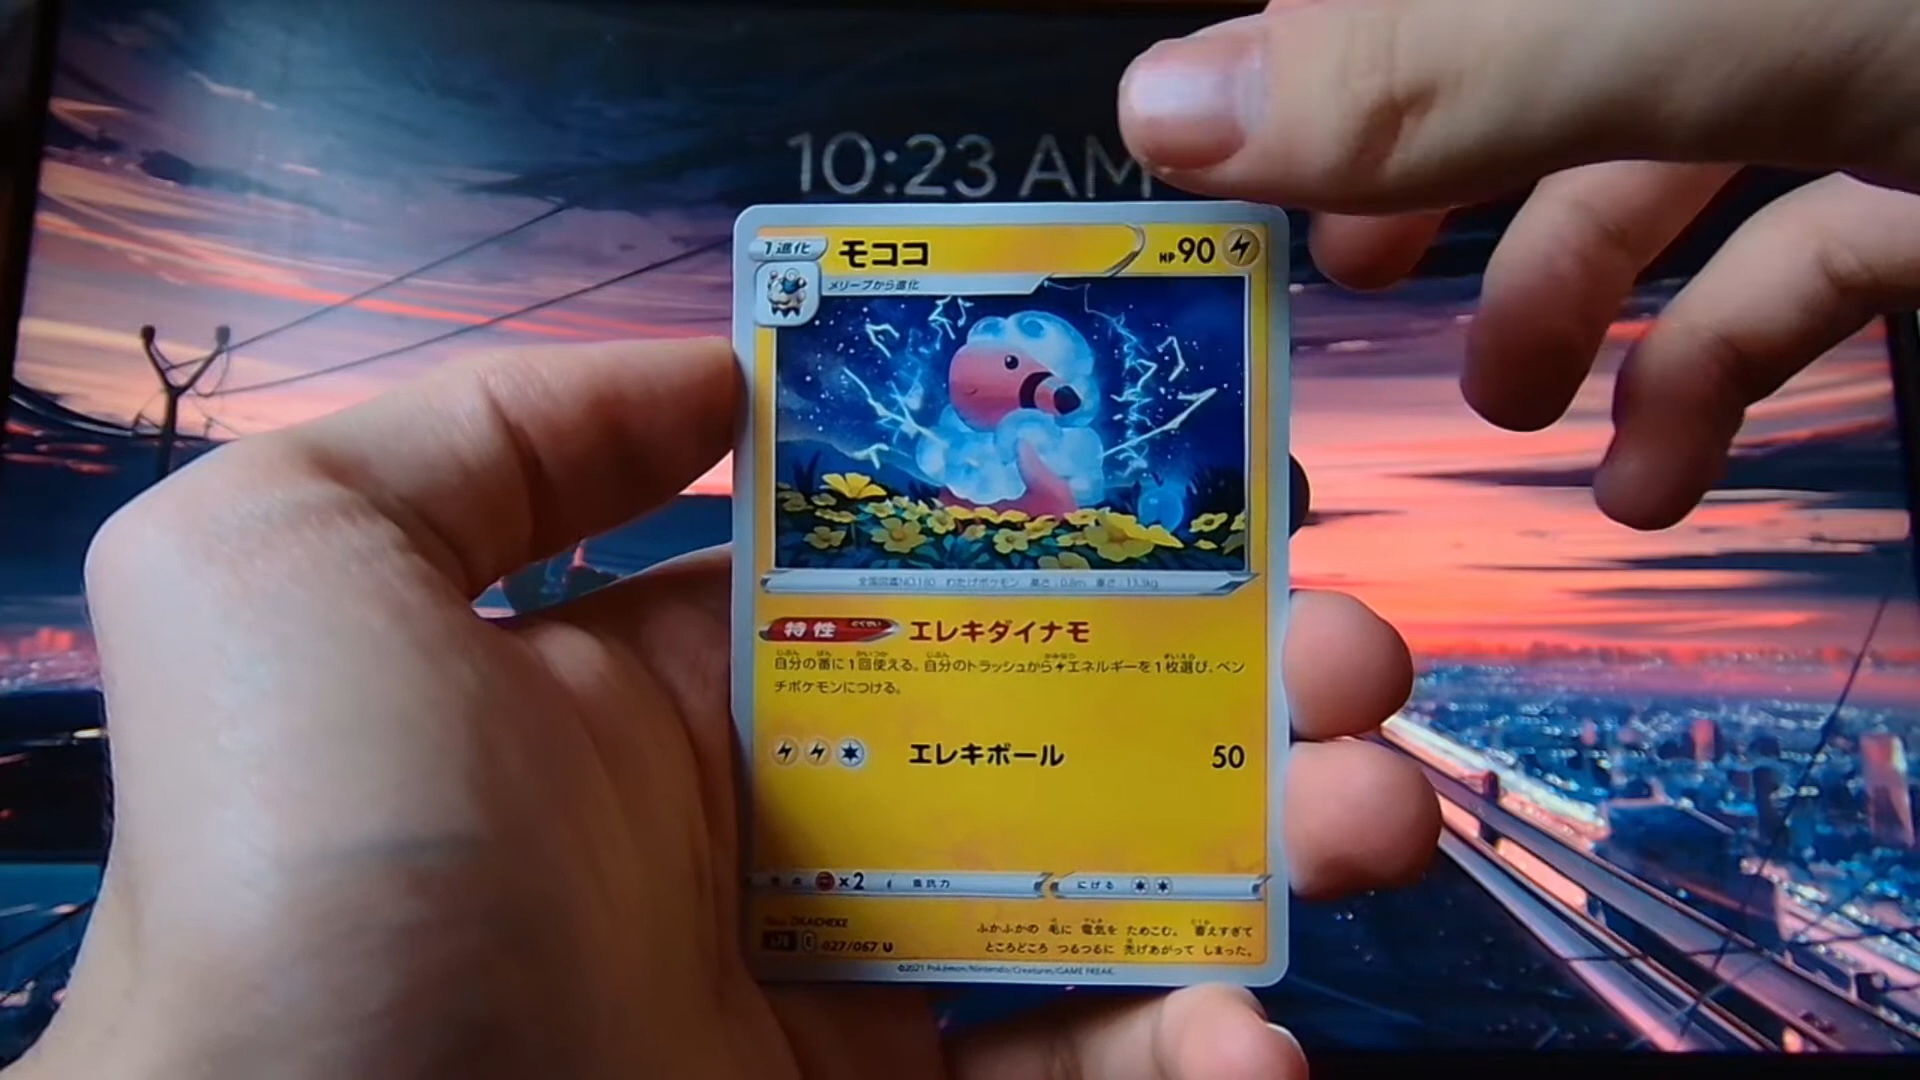 10:23 AM
1進化 モココ HP90
メリープから進化
全国図鑑NO.180 わたげポケモン 高さ:0.8m 重さ:13.3kg
特性 エレキダイナモ
自分の番に1回使える。自分のトラッシュからエネルギーを1枚選び、ベン
チポケモンにつける。
エレキボール 50
弱点 ×2 抵抗力 にげる
Illus. OKACHEKE
ふかふかの 毛に 電気を ためこむ。 蓄えすぎて
027/067 U
ところどころ つるつるに 禿げあがって しまった。
©2021 Pokémon/Nintendo/Creatures/GAME FREAK.